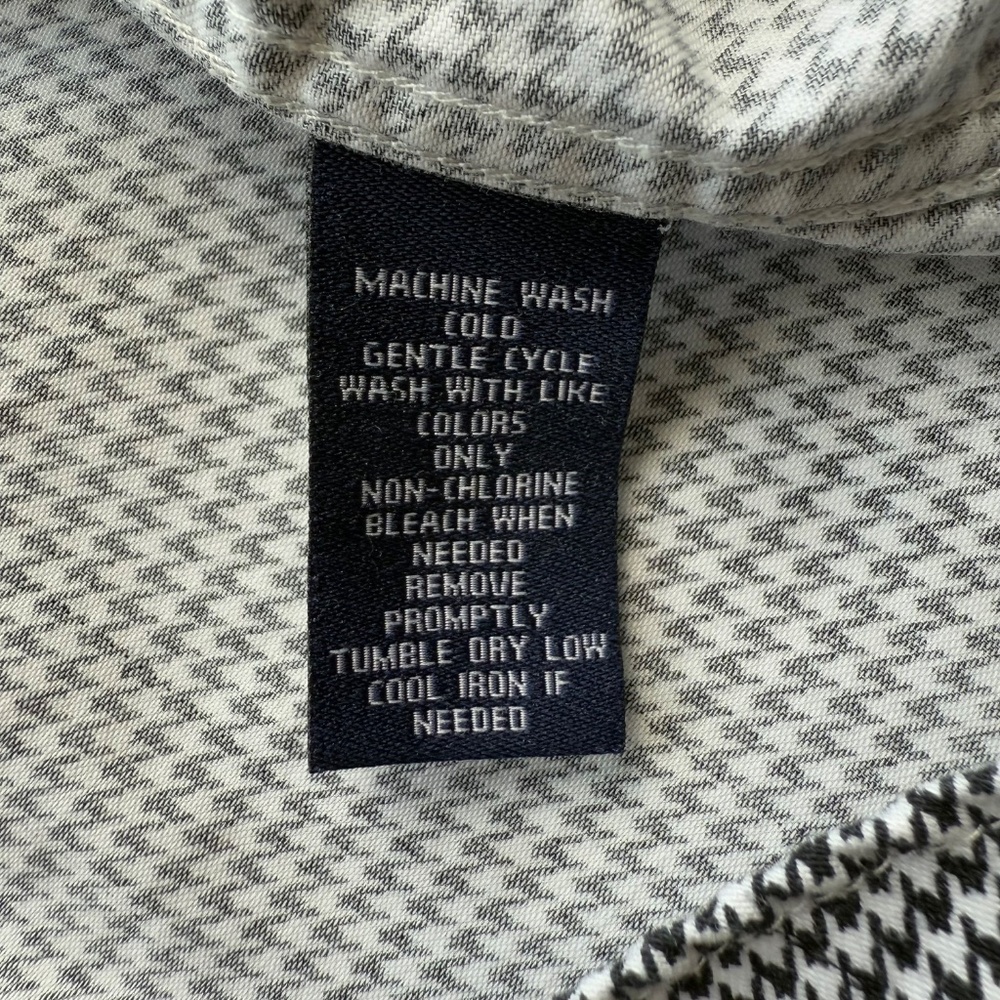 MACHINE WASH
COLD
GENTLE CYCLE
WASH WITH LIKE
COLORS
ONLY
NON-CHLORINE
BLEACH WHEN
NEEDED
REMOVE
PROMPTLY
TUMBLE DRY LOW
COOL IRON IF
NEEDED